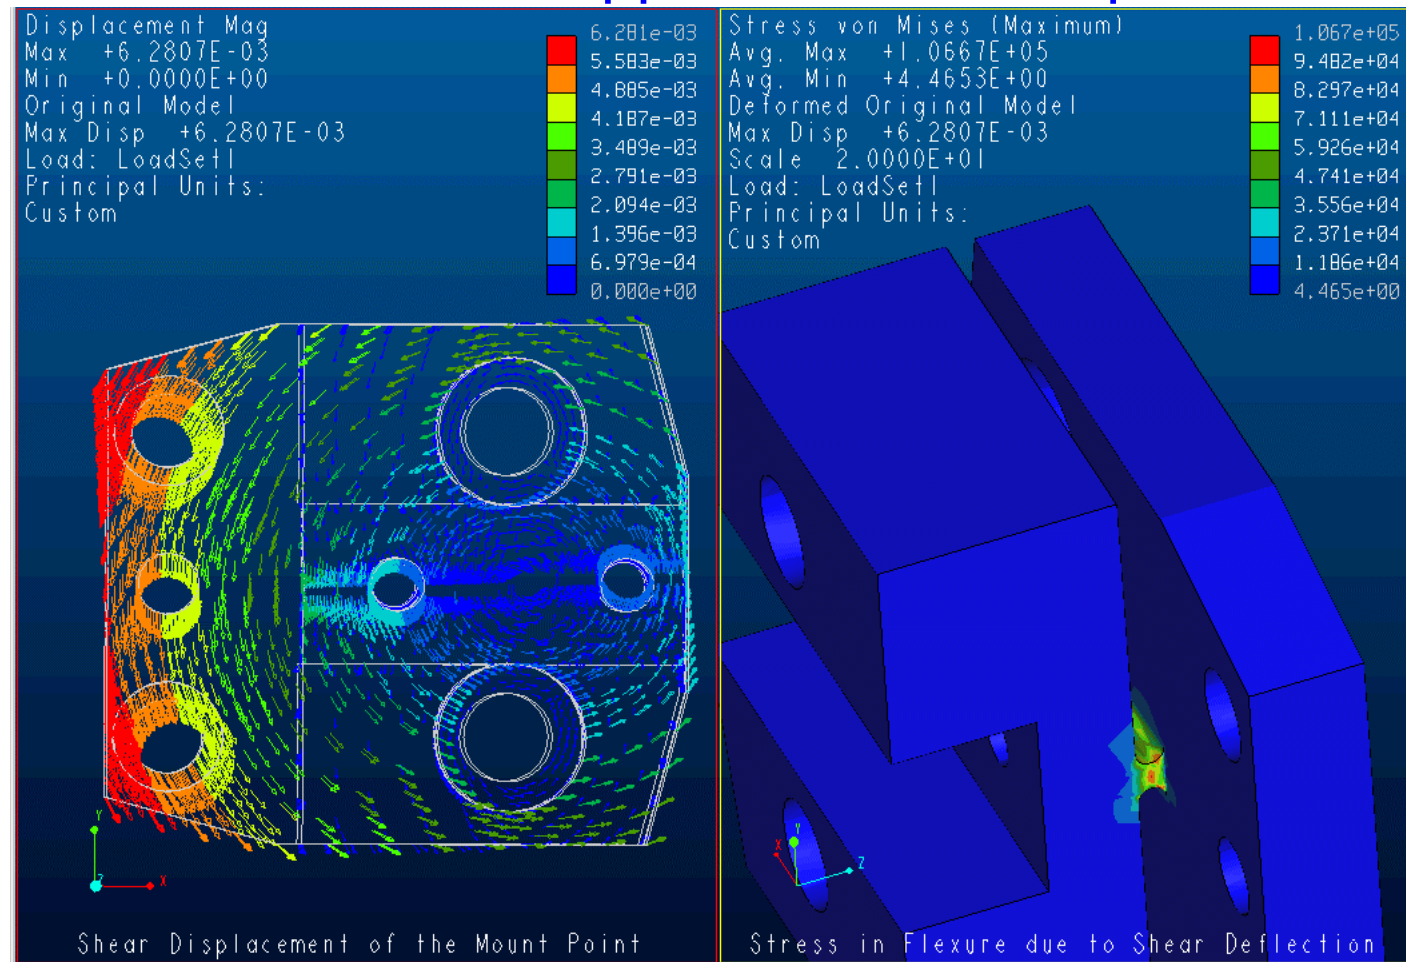 Displacement Mag
Max +6.2807E-03
Min +0.0000E+00
Original Model
Max Disp +6.2807E-03
Load: LoadSet1
Principal Units:
Custom
6.281e-03
5.583e-03
4.885e-03
4.187e-03
3.489e-03
2.791e-03
2.094e-03
1.396e-03
6.979e-04
0.000e+00
Y
Z
X
Shear Displacement of the Mount Point
Stress von Mises (Maximum)
Avg. Max +1.0667E+05
Avg. Min +4.4653E+00
Deformed Original Model
Max Disp +6.2807E-03
Scale 2.0000E+01
Load: LoadSet1
Principal Units:
Custom
1.067e+05
9.482e+04
8.297e+04
7.111e+04
5.926e+04
4.741e+04
3.556e+04
2.371e+04
1.186e+04
4.465e+00
Y
X
Z
Stress in Flexure due to Shear Deflection